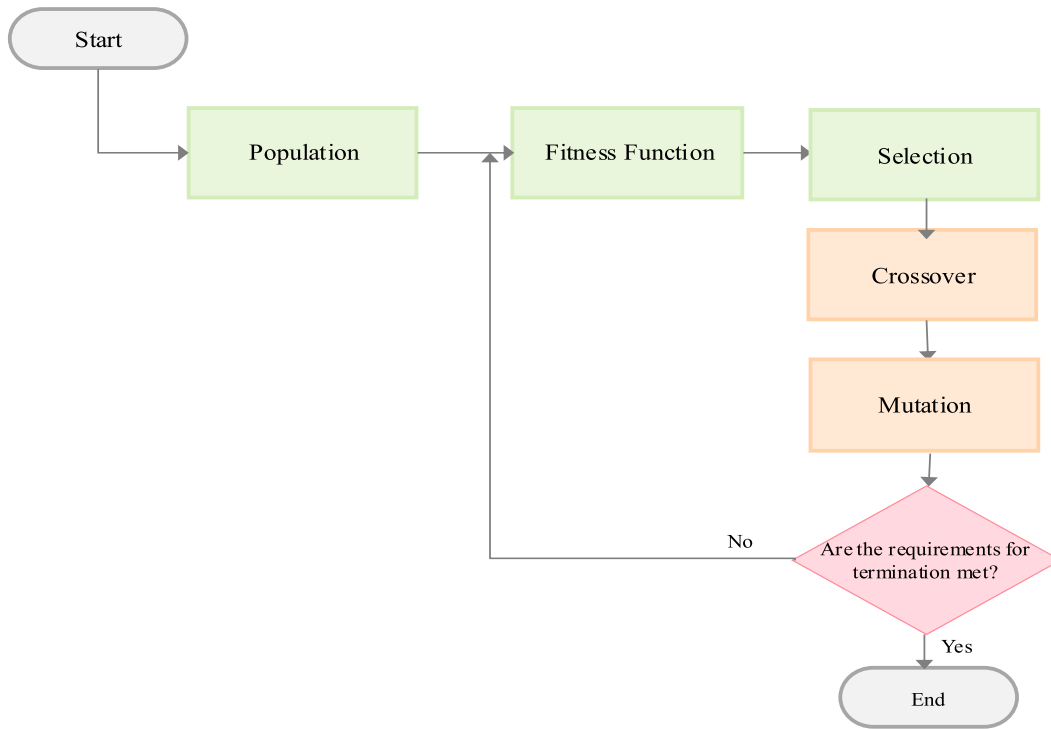 Start
Population
Fitness Function
Selection
Crossover
Mutation
Are the requirements for
termination met?
No
Yes
End